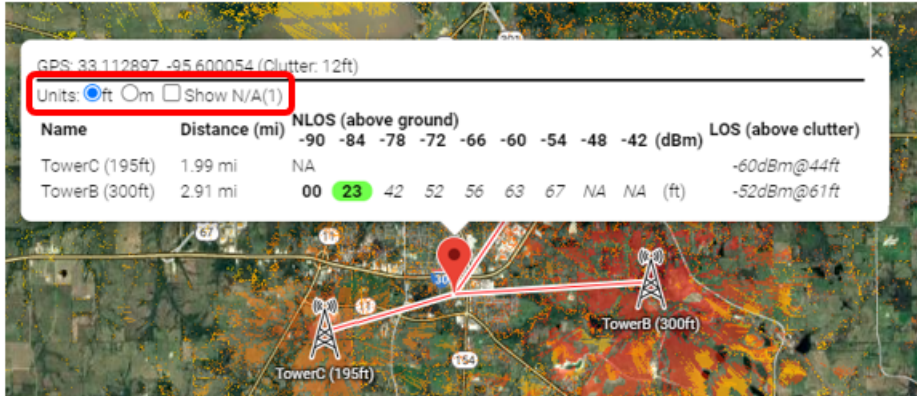 GPS: 33.112897 -95.600054 (Clutter: 12ft)
×
Units: ft m Show N/A(1)
Name Distance (mi) NLOS (above ground) LOS (above clutter)
-90 -84 -78 -72 -66 -60 -54 -48 -42 (dBm)
TowerC (195ft) 1.99 mi NA -60dBm@44ft
TowerB (300ft) 2.91 mi 00 23 42 52 56 63 67 NA NA (ft) -52dBm@61ft
67
11
30
11
TowerB (300ft)
154
TowerC (195ft)